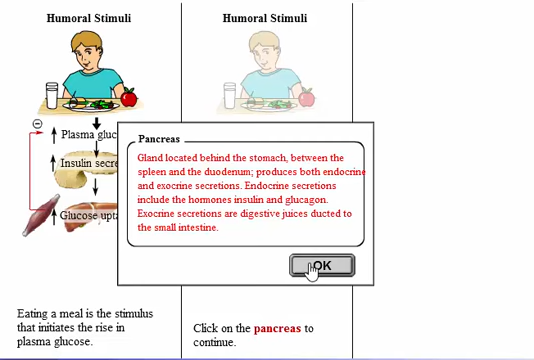 Humoral Stimuli
Humoral Stimuli
Plasma gluc
Insulin secre
Glucose upta
Pancreas
Gland located behind the stomach, between the
spleen and the duodenum; produces both endocrine
and exocrine secretions. Endocrine secretions
include the hormones insulin and glucagon.
Exocrine secretions are digestive juices ducted to
the small intestine.
OK
Eating a meal is the stimulus
that initiates the rise in
plasma glucose.
Click on the pancreas to
continue.